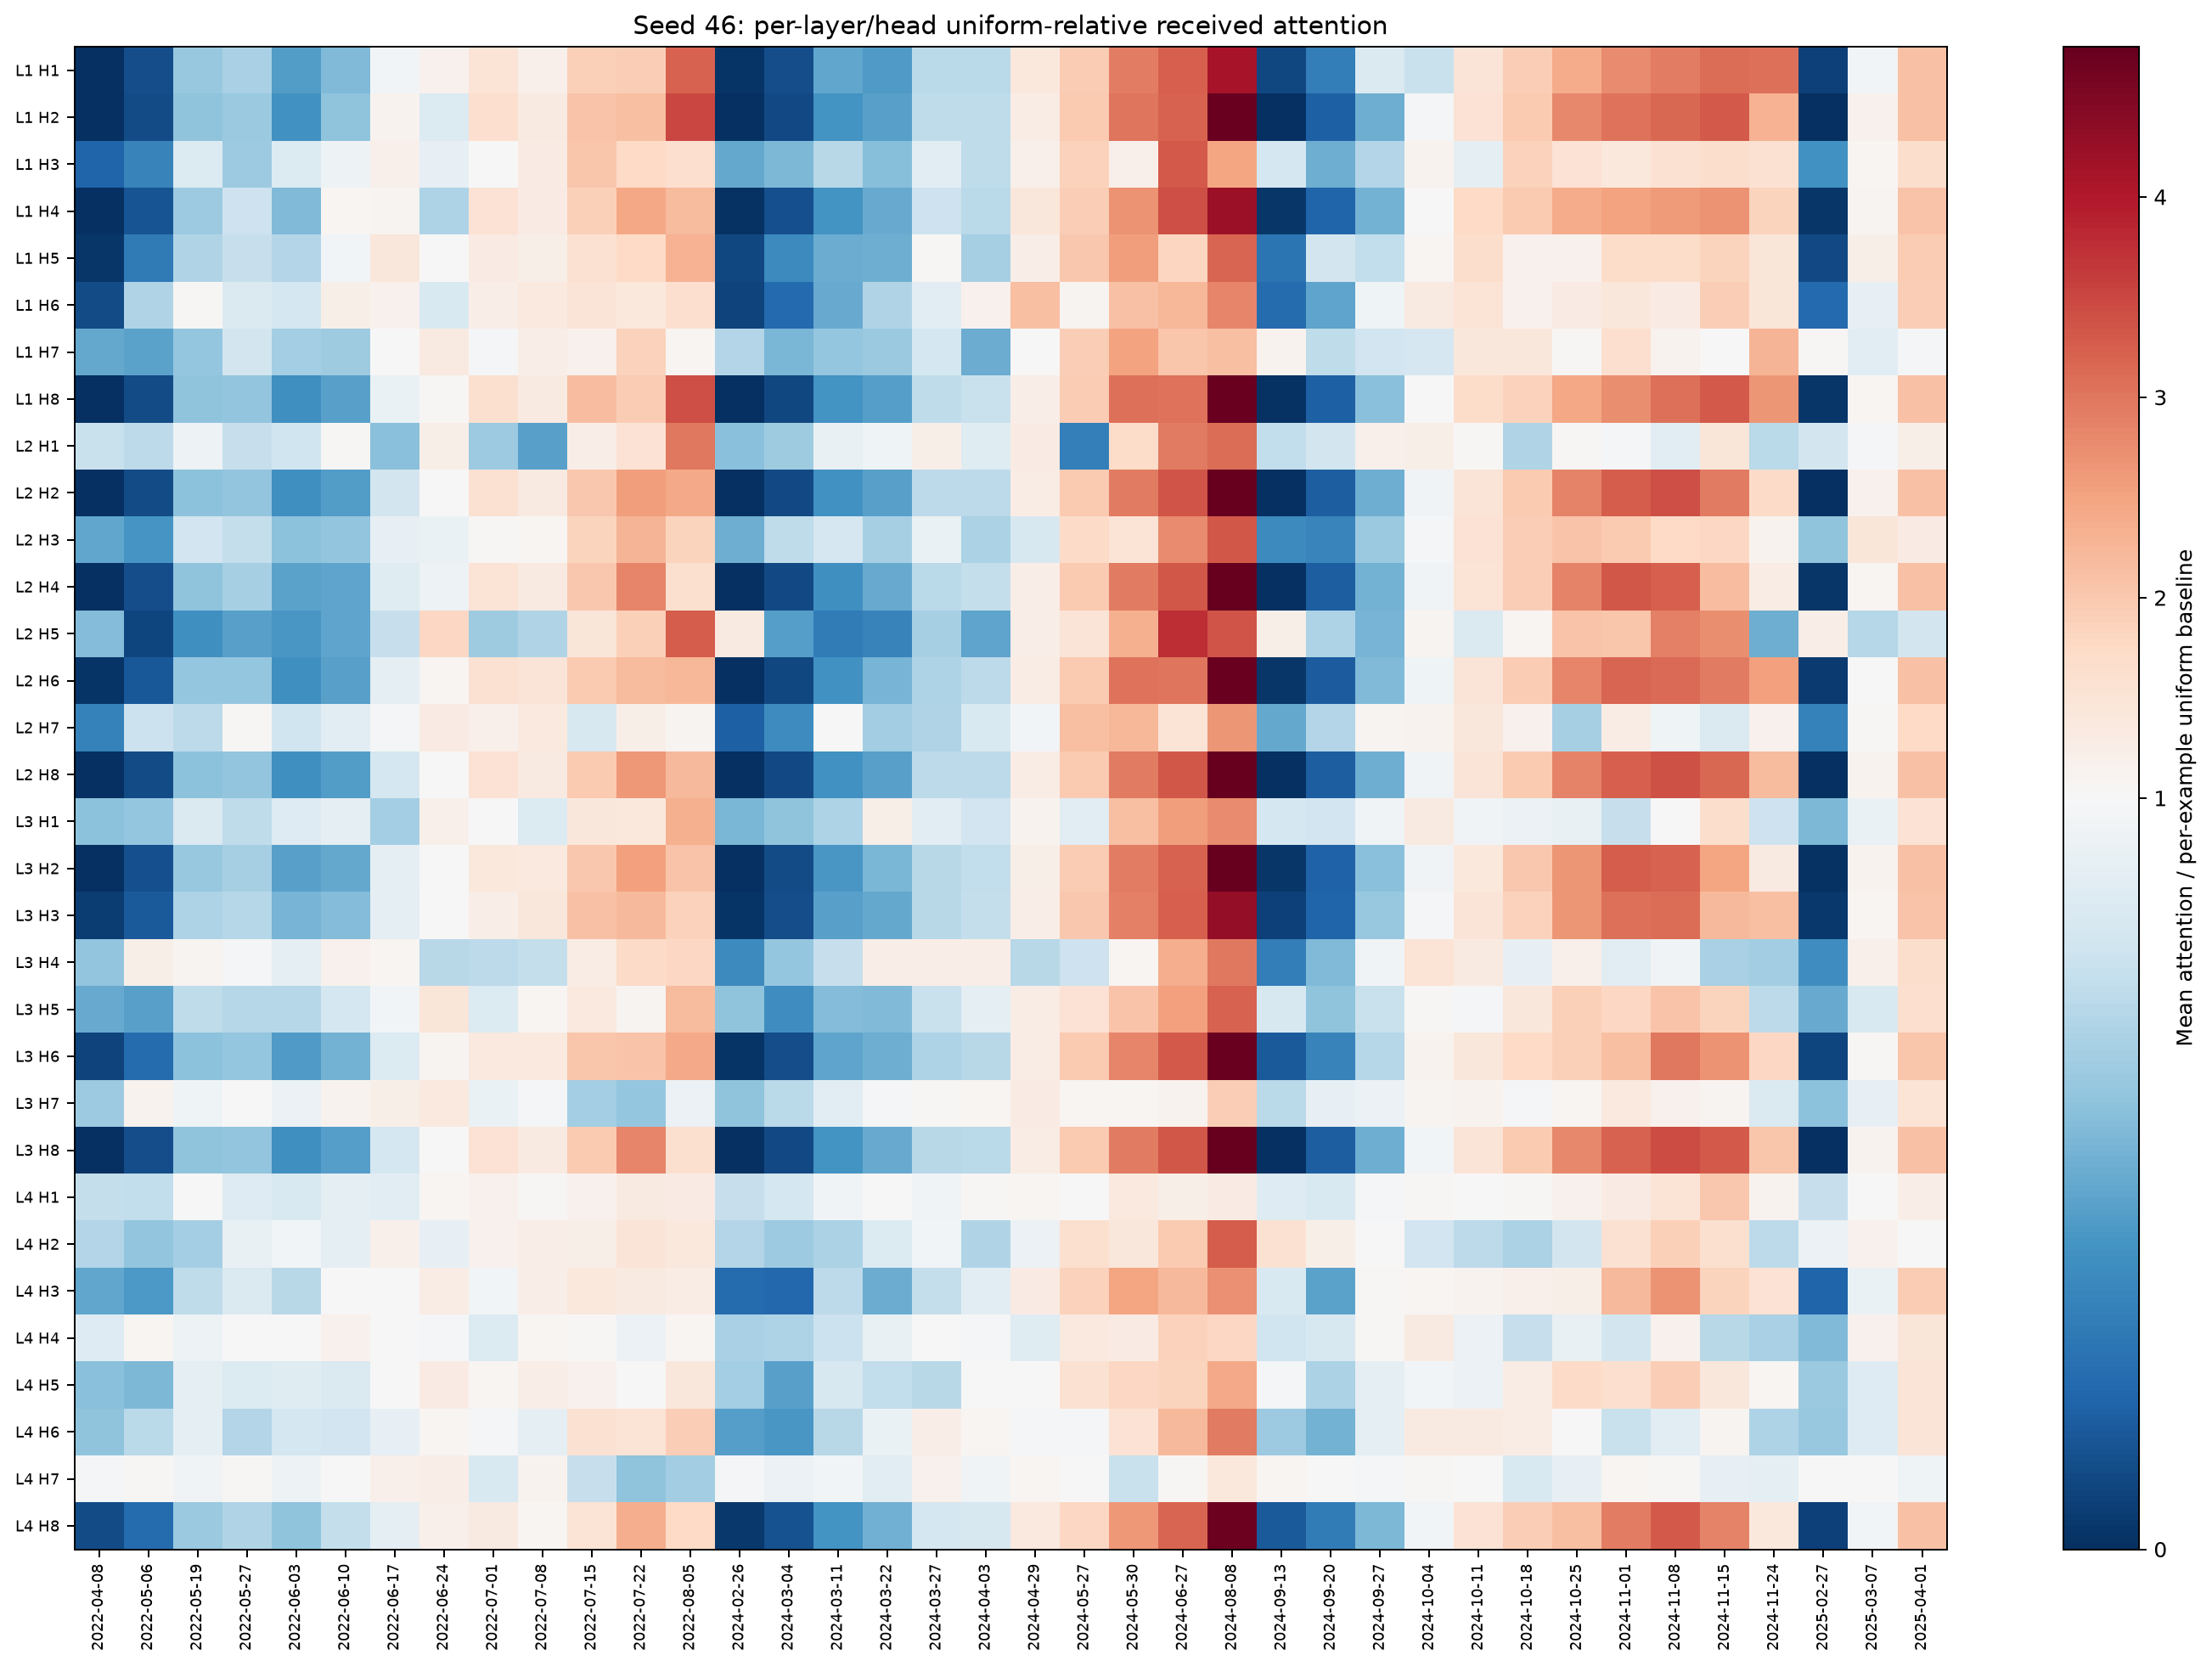 Seed 46: per-layer/head uniform-relative received attention
L1 H1
L1 H2
L1 H3
L1 H4
L1 H5
L1 H6
L1 H7
L1 H8
L2 H1
L2 H2
L2 H3
L2 H4
L2 H5
L2 H6
L2 H7
L2 H8
L3 H1
L3 H2
L3 H3
L3 H4
L3 H5
L3 H6
L3 H7
L3 H8
L4 H1
L4 H2
L4 H3
L4 H4
L4 H5
L4 H6
L4 H7
L4 H8
2022-04-08
2022-05-06
2022-05-19
2022-05-27
2022-06-03
2022-06-10
2022-06-17
2022-06-24
2022-07-01
2022-07-08
2022-07-15
2022-07-22
2022-08-05
2024-02-26
2024-03-04
2024-03-11
2024-03-22
2024-03-27
2024-04-03
2024-04-29
2024-05-27
2024-05-30
2024-06-27
2024-08-08
2024-09-13
2024-09-20
2024-09-27
2024-10-04
2024-10-11
2024-10-18
2024-10-25
2024-11-01
2024-11-08
2024-11-15
2024-11-24
2025-02-27
2025-03-07
2025-04-01
4
3
2
1
0
Mean attention / per-example uniform baseline